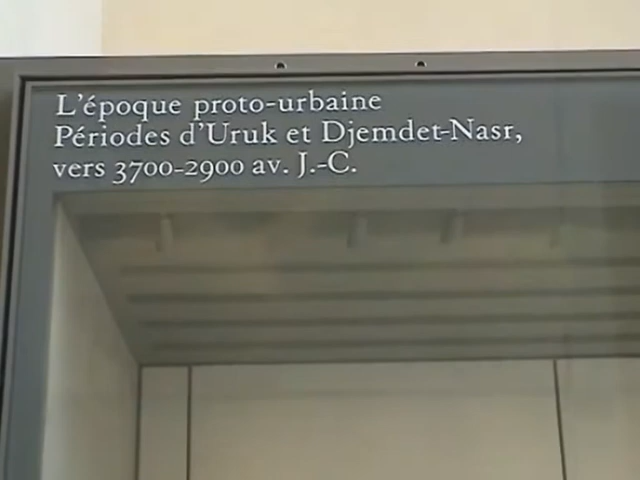 L'époque proto-urbaine
Périodes d'Uruk et Djemdet-Nasr,
vers 3700-2900 av. J.-C.